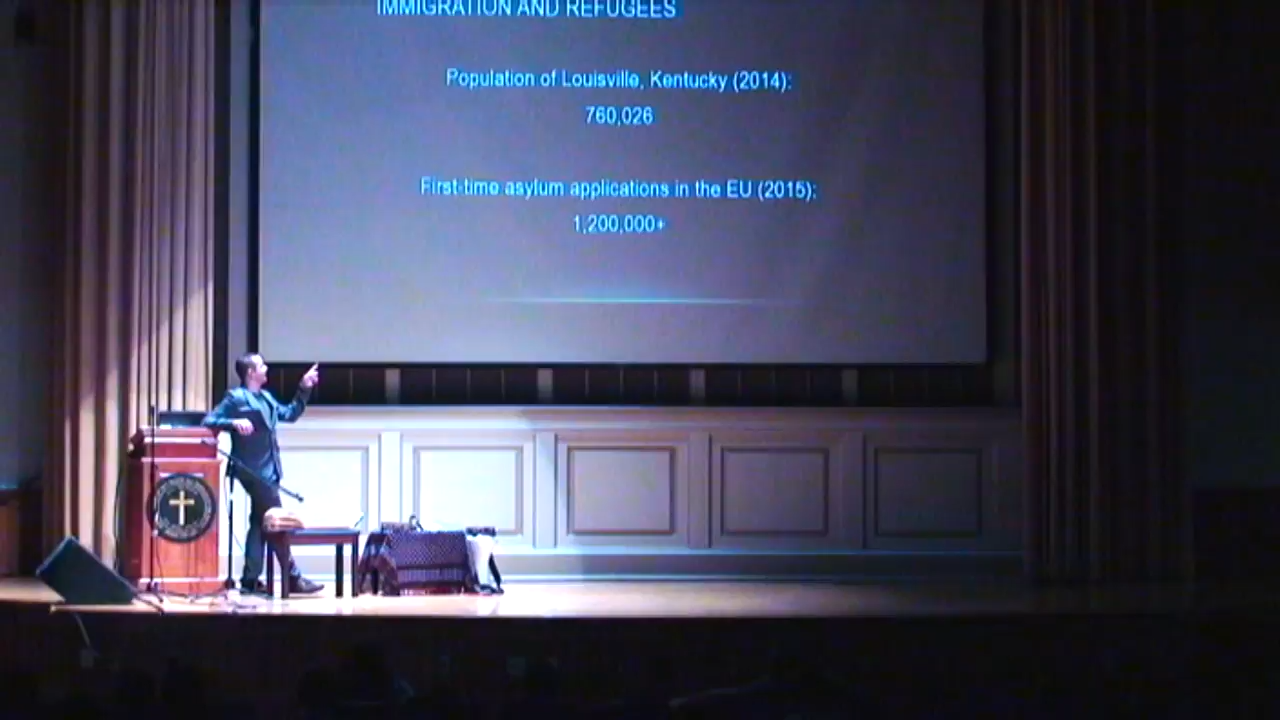 IMMIGRATION AND REFUGEES
Population of Louisville, Kentucky (2014):
760,026
First-time asylum applications in the EU (2015):
1,200,000+